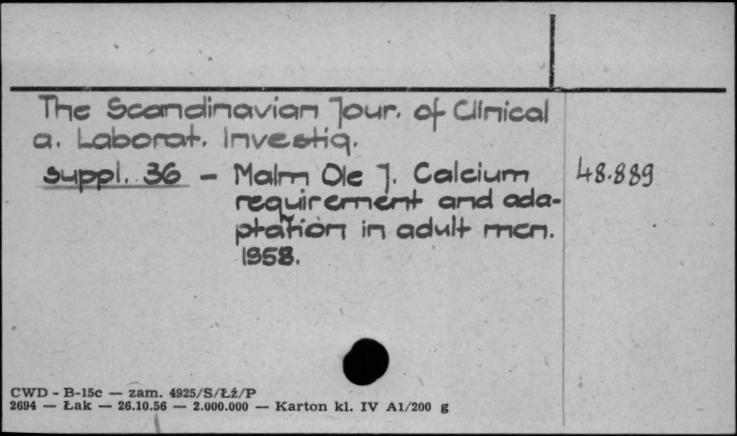 The Scandinavian Jour. of Clinical
a. Laborat. Investig.
suppl. 36 – Malm Ole J. Calcium 48.889
requirement and ada-
ptation in adult men.
1958.
CWD - B-15c — zam. 4925/S/Łż/P
2694 — Łak — 26.10.56 — 2.000.000 — Karton kl. IV A1/200 g